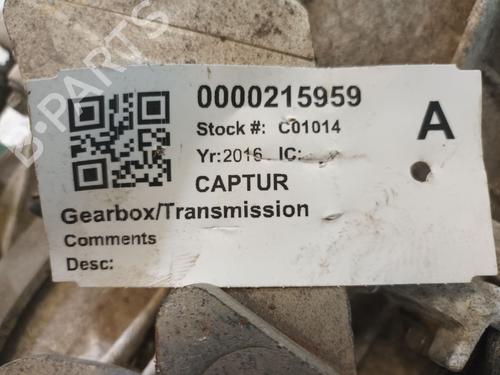 B-PARTS
0000215959
Stock #: C01014
A
Yr:2016 IC:
CAPTUR
Gearbox/Transmission
Comments
Desc: